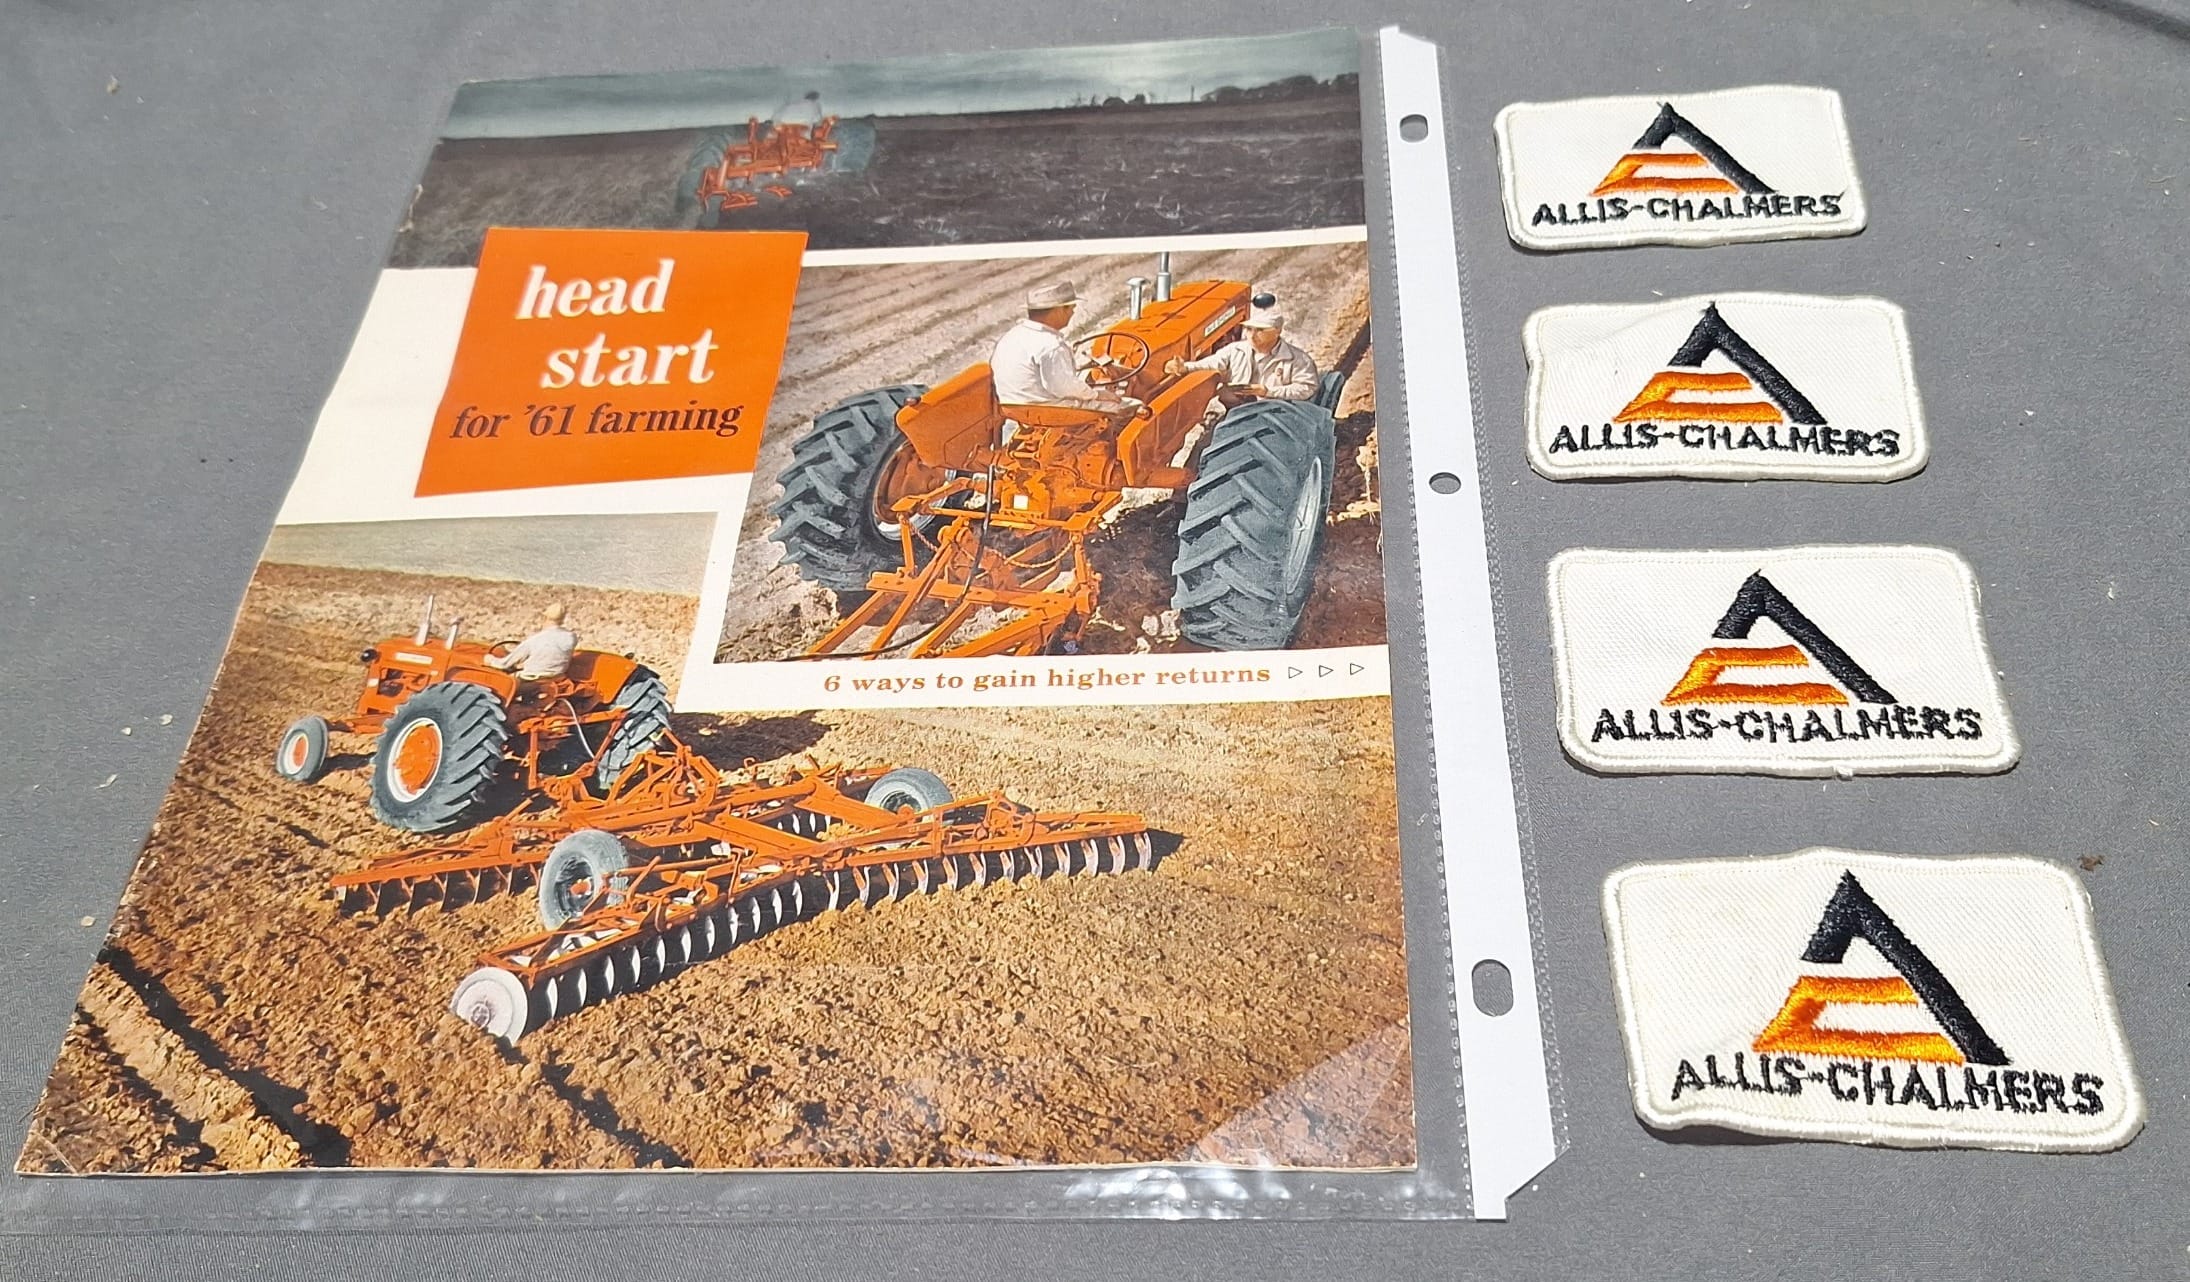 head
start
for '61 farming
6 ways to gain higher returns ▷ ▷ ▷
ALLIS-CHALMERS
ALLIS-CHALMERS
ALLIS-CHALMERS
ALLIS-CHALMERS